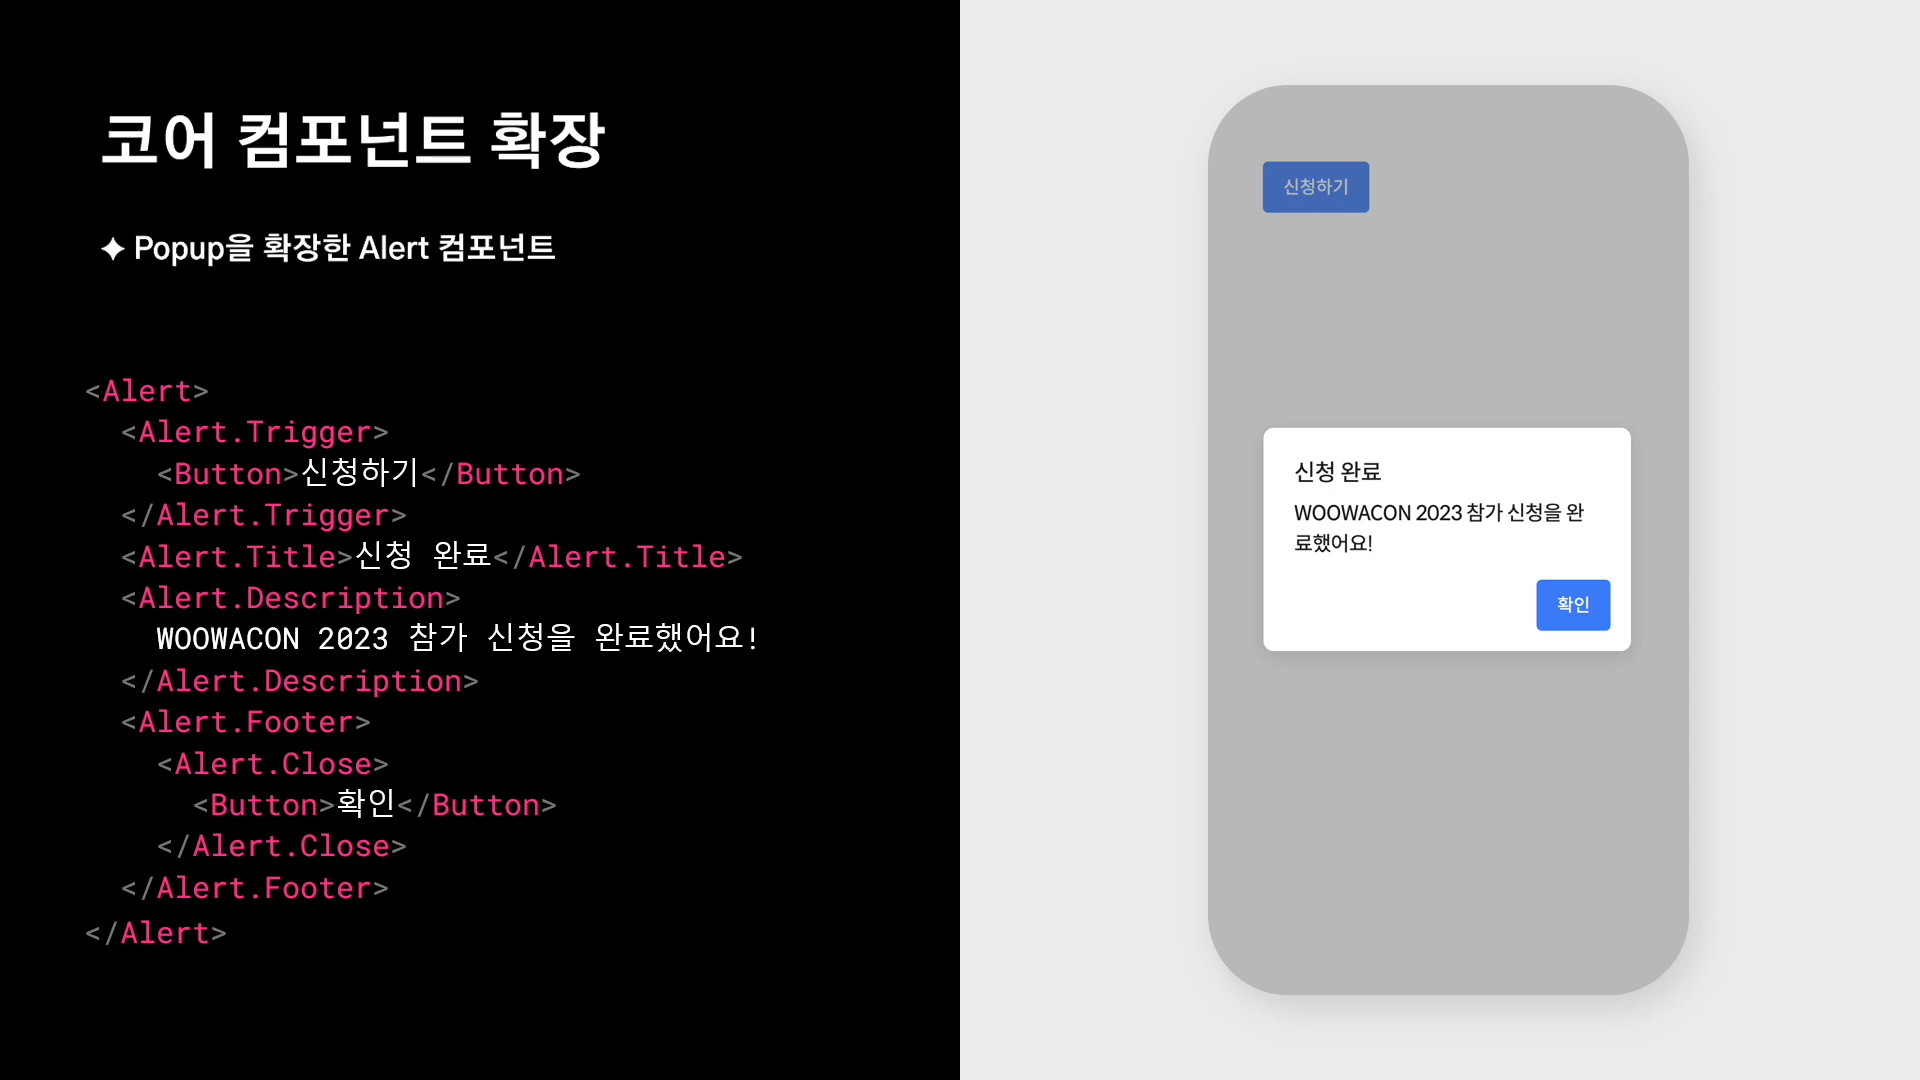 코어 컴포넌트 확장
✦ Popup을 확장한 Alert 컴포넌트
<Alert>
  <Alert.Trigger>
    <Button>신청하기</Button>
  </Alert.Trigger>
  <Alert.Title>신청 완료</Alert.Title>
  <Alert.Description>
    WOOWACON 2023 참가 신청을 완료했어요!
  </Alert.Description>
  <Alert.Footer>
    <Alert.Close>
      <Button>확인</Button>
    </Alert.Close>
  </Alert.Footer>
</Alert>
신청하기
신청 완료
WOOWACON 2023 참가 신청을 완
료했어요!
확인